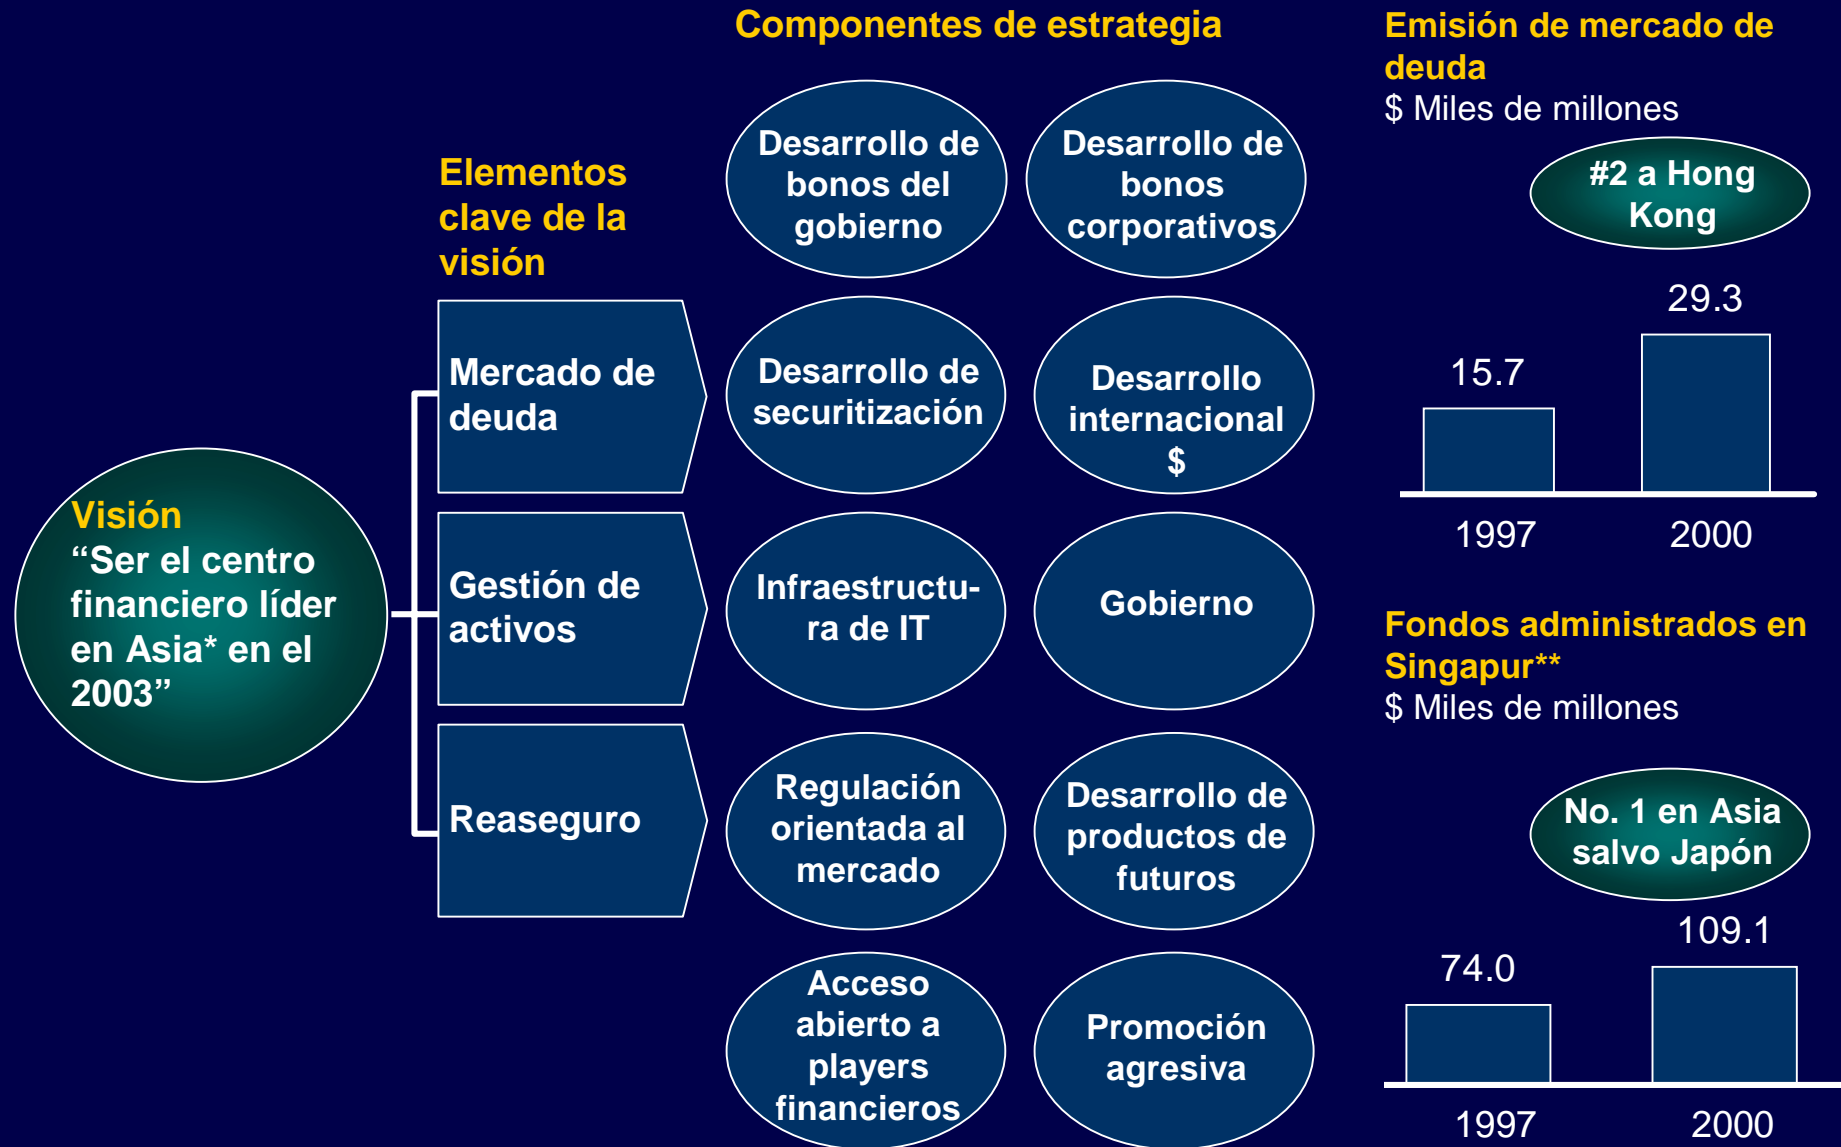 Visión
“Ser el centro
financiero líder
en Asia* en el
2003”
Elementos
clave de la
visión
Mercado de
deuda
Gestión de
activos
Reaseguro
Componentes de estrategia
Desarrollo de
bonos del
gobierno
Desarrollo de
bonos
corporativos
Desarrollo de
securitización
Desarrollo
internacional
$
Infraestructu-
ra de IT
Gobierno
Regulación
orientada al
mercado
Desarrollo de
productos de
futuros
Acceso
abierto a
players
financieros
Promoción
agresiva
Emisión de mercado de
deuda
$ Miles de millones
#2 a Hong
Kong
29.3
15.7
1997
2000
Fondos administrados en
Singapur**
$ Miles de millones
No. 1 en Asia
salvo Japón
109.1
74.0
1997
2000